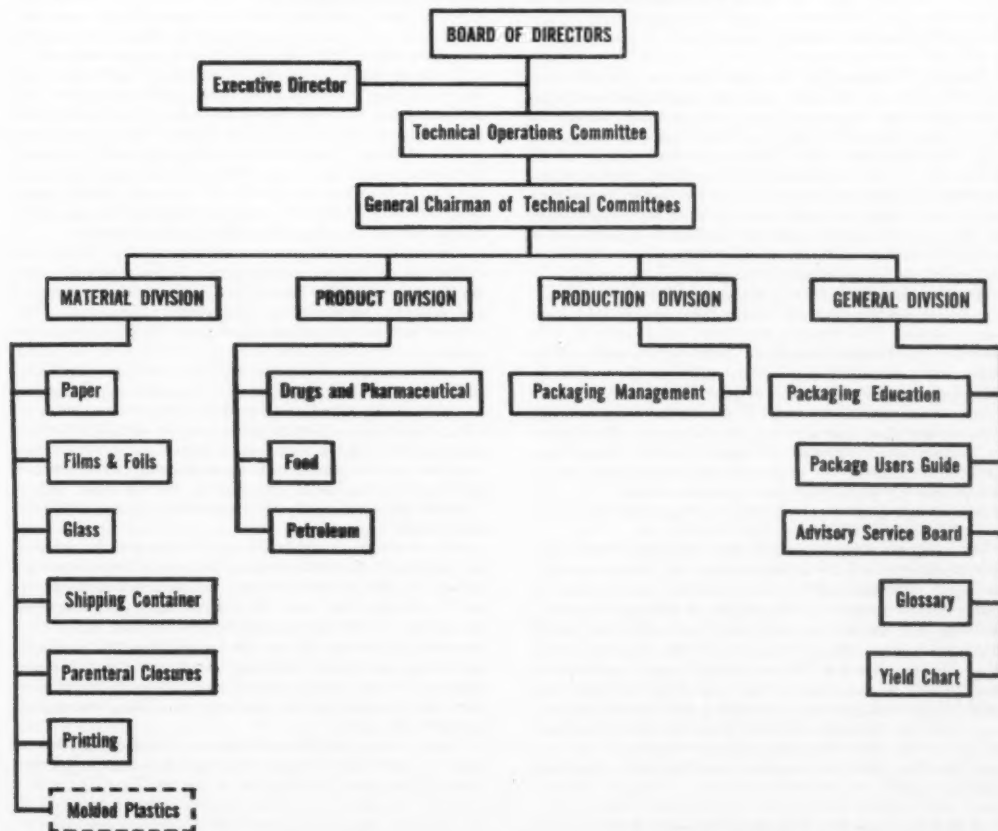 BOARD OF DIRECTORS
Executive Director
Technical Operations Committee
General Chairman of Technical Committees
MATERIAL DIVISION
PRODUCT DIVISION
PRODUCTION DIVISION
GENERAL DIVISION
Paper
Films & Foils
Glass
Shipping Container
Parenteral Closures
Printing
Molded Plastics
Drugs and Pharmaceutical
Food
Petroleum
Packaging Management
Packaging Education
Package Users Guide
Advisory Service Board
Glossary
Yield Chart